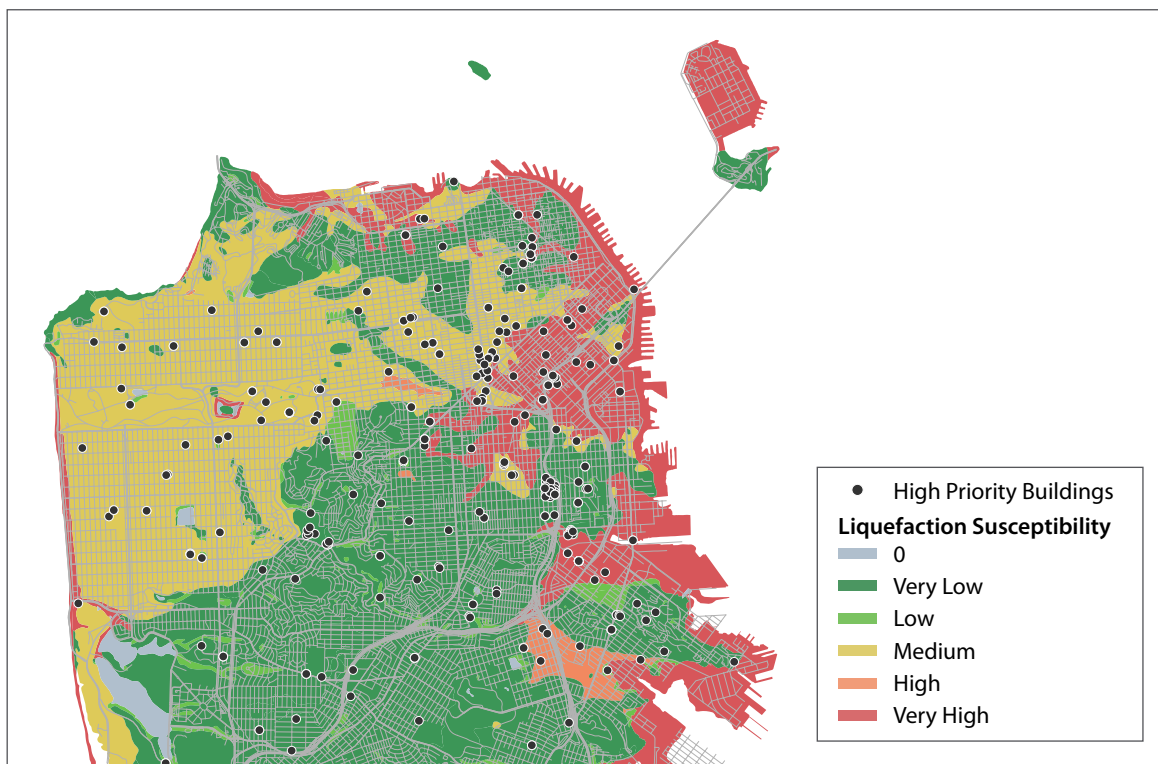 High Priority Buildings
Liquefaction Susceptibility
0
Very Low
Low
Medium
High
Very High